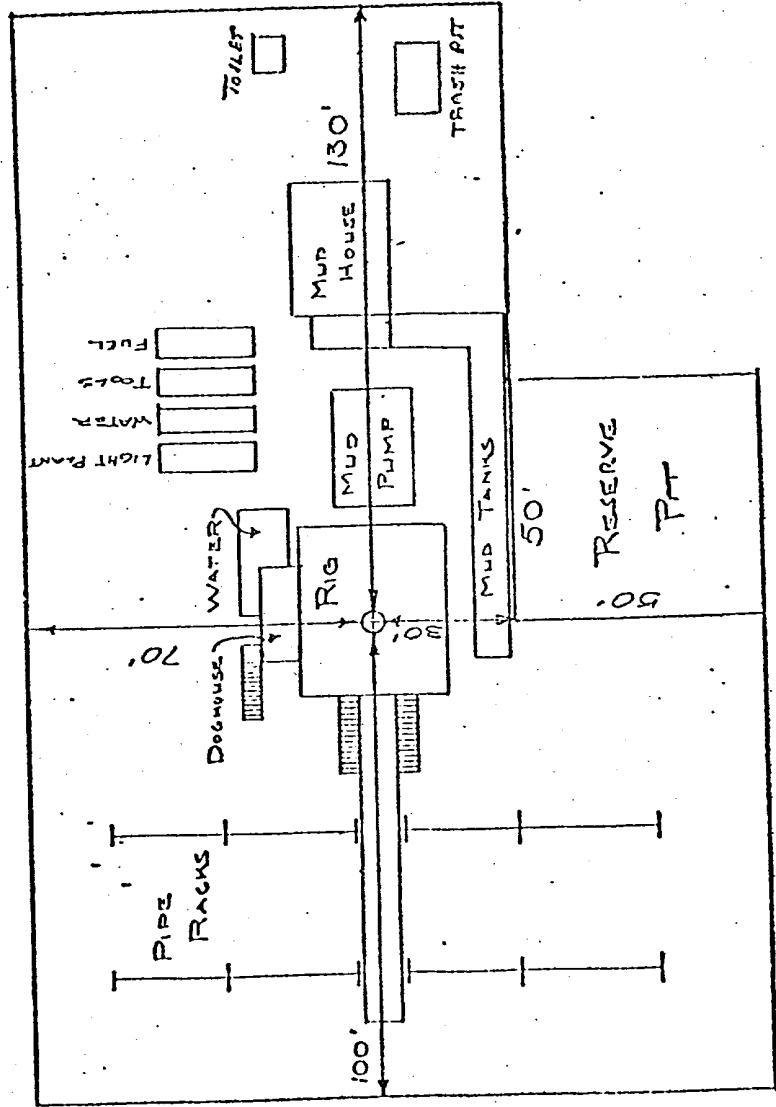 TOILET
TRASH PIT
130'
MUD
HOUSE
FUEL
TOOLS
WATER
LIGHT PLANT
MUD
PUMP
MUD TANKS
50'
RESERVE
PIT
50'
WATER
RIG
30'
70'
DOGHOUSE
PIPE
RACKS
100'